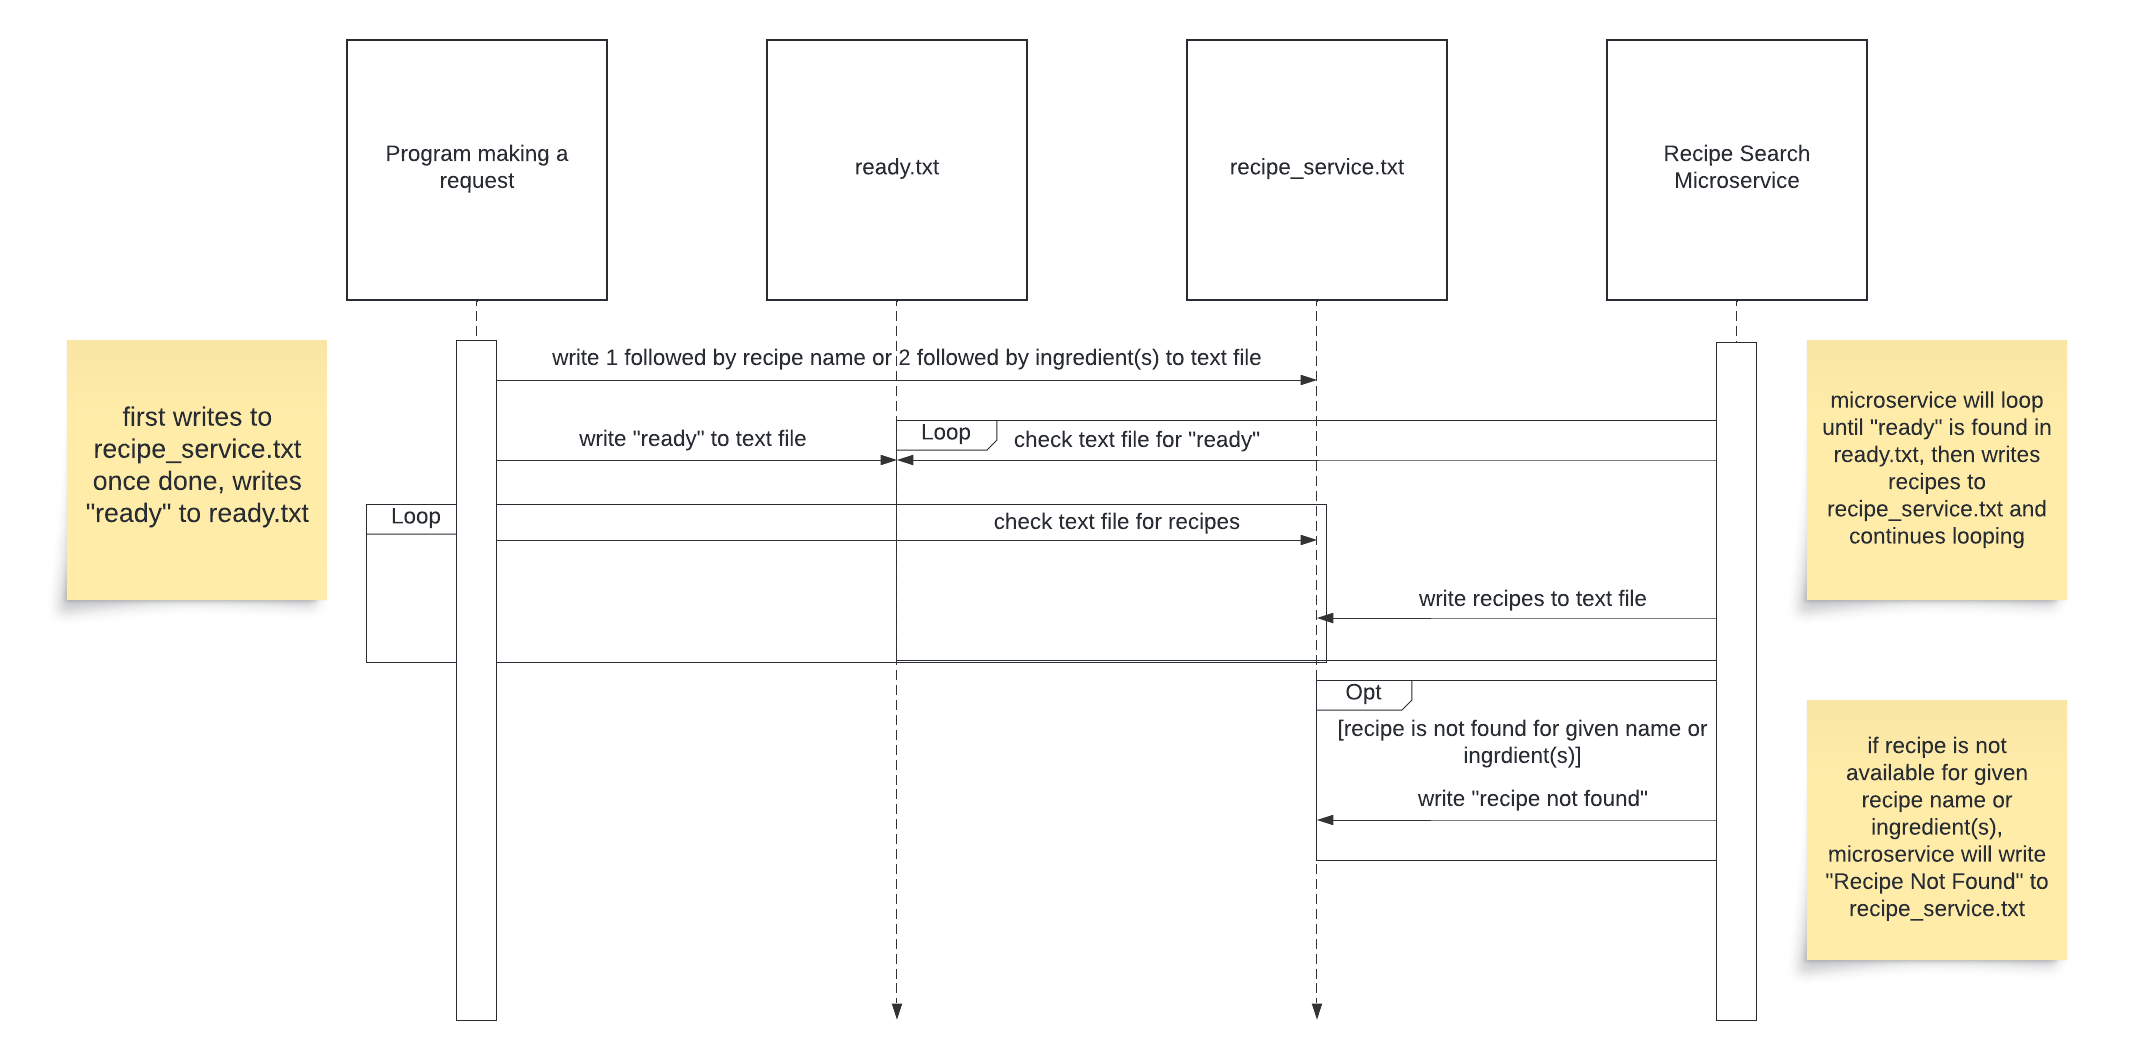 Program making a
request
ready.txt
recipe_service.txt
Recipe Search
Microservice
first writes to
recipe_service.txt
once done, writes
"ready" to ready.txt
write 1 followed by recipe name or 2 followed by ingredient(s) to text file
write "ready" to text file
Loop
check text file for "ready"
Loop
check text file for recipes
write recipes to text file
microservice will loop
until "ready" is found in
ready.txt, then writes
recipes to
recipe_service.txt and
continues looping
Opt
[recipe is not found for given name or
ingrdient(s)]
write "recipe not found"
if recipe is not
available for given
recipe name or
ingredient(s),
microservice will write
"Recipe Not Found" to
recipe_service.txt